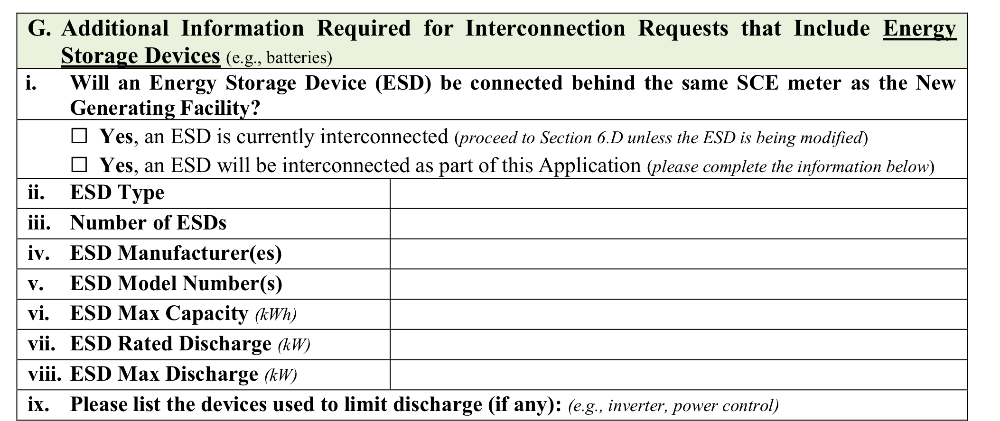 G. Additional Information Required for Interconnection Requests that Include Energy
Storage Devices (e.g., batteries)
i. Will an Energy Storage Device (ESD) be connected behind the same SCE meter as the New
Generating Facility?
☐ Yes, an ESD is currently interconnected (proceed to Section 6.D unless the ESD is being modified)
☐ Yes, an ESD will be interconnected as part of this Application (please complete the information below)
ii. ESD Type
iii. Number of ESDs
iv. ESD Manufacturer(es)
v. ESD Model Number(s)
vi. ESD Max Capacity (kWh)
vii. ESD Rated Discharge (kW)
viii. ESD Max Discharge (kW)
ix. Please list the devices used to limit discharge (if any): (e.g., inverter, power control)